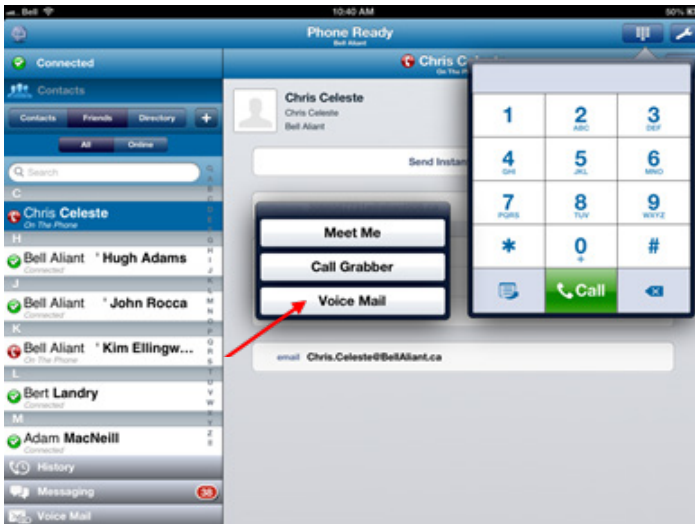 Bell 10:40 AM 50%
Phone Ready
Bell Aliant
Connected
Contacts
Contacts Friends Directory +
All Online
Search
C
Chris Celeste
On The Phone
H
Bell Aliant ' Hugh Adams
Connected
J
Bell Aliant ' John Rocca
Connected
K
Bell Aliant ' Kim Ellingw...
On The Phone
L
Bert Landry
Connected
M
Adam MacNeill
Connected
History
Messaging 38
Voice Mail
Chris C
On The
Chris Celeste
Chris Celeste
Bell Aliant
Send Instan
Meet Me
Call Grabber
Voice Mail
email Chris.Celeste@BellAliant.ca
1 2 3
ABC DEF
4 5 6
GHI JKL MNO
7 8 9
PQRS TUV WXYZ
* 0 #
+
Call